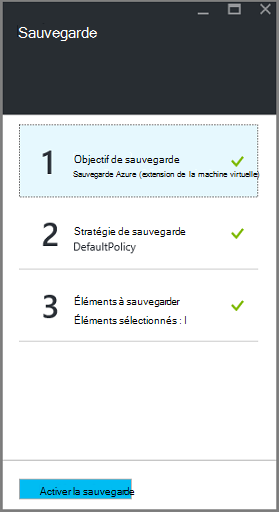 Sauvegarde
1
Objectif de sauvegarde
Sauvegarde Azure (extension de la machine virtuelle)
2
Stratégie de sauvegarde
DefaultPolicy
3
Éléments à sauvegarder
Éléments sélectionnés : I
Activer la sauvegarde